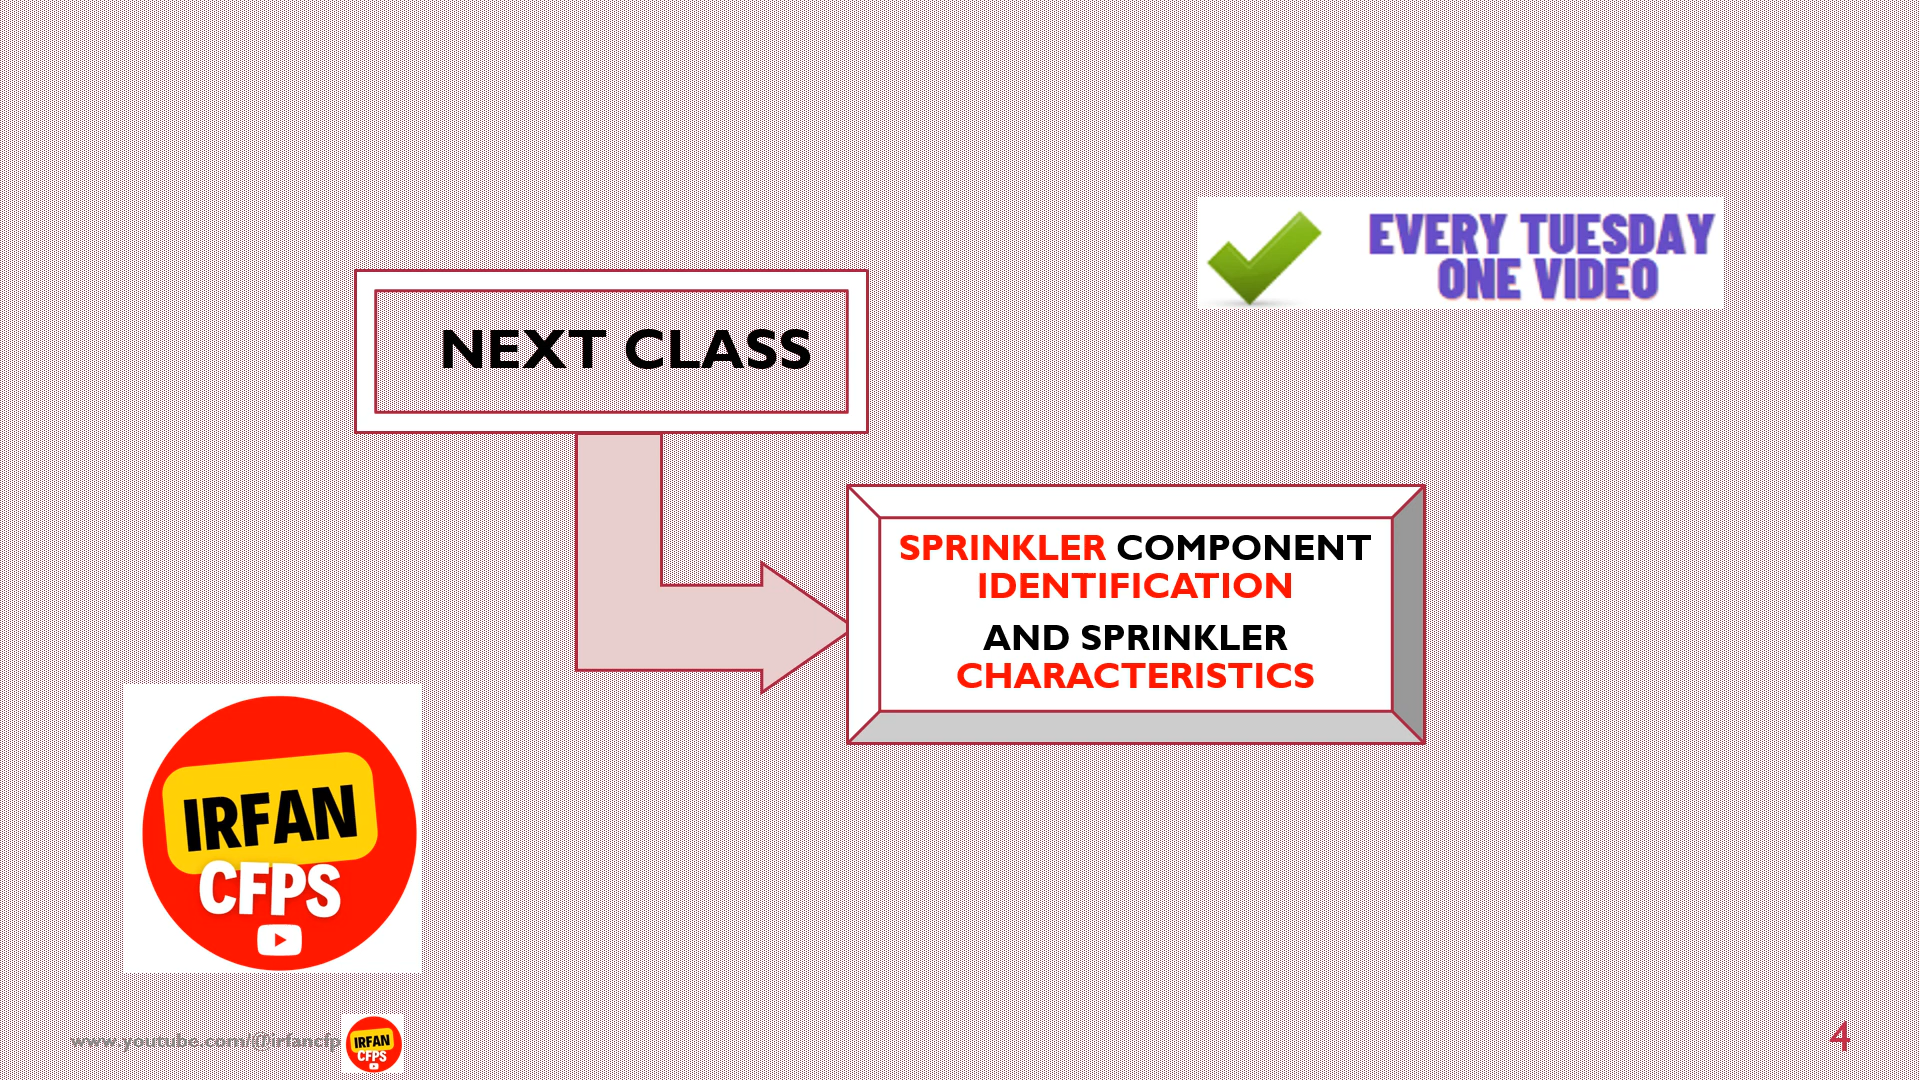 EVERY TUESDAY
ONE VIDEO
NEXT CLASS
SPRINKLER COMPONENT
IDENTIFICATION
AND SPRINKLER
CHARACTERISTICS
IRFAN
CFPS
www.youtube.com/@irfancfp
IRFAN
CFPS
4